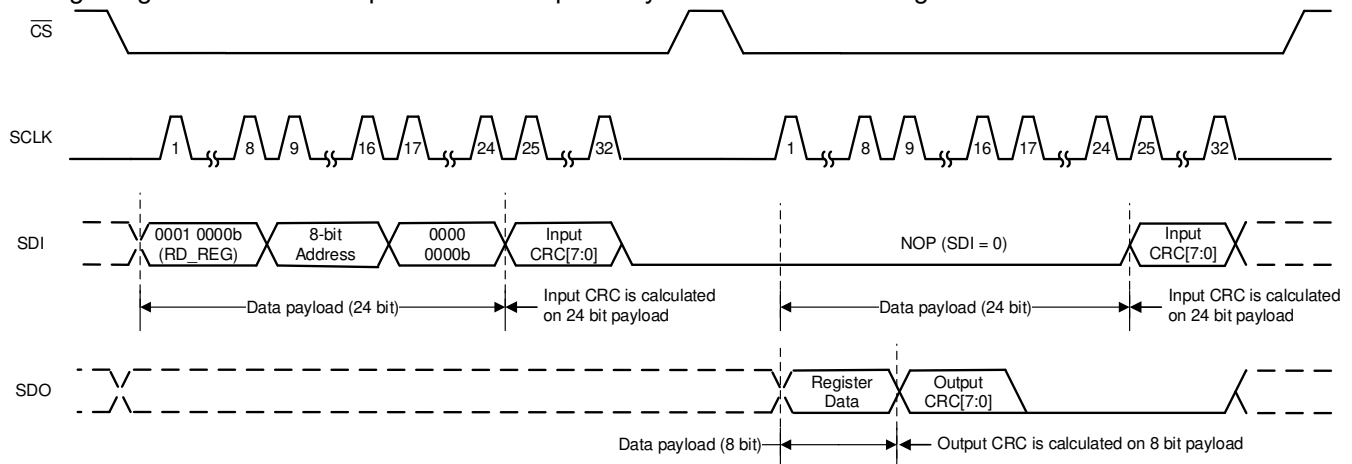 CS
SCLK
1 8 9 16 17 24 25 32 1 8 9 16 17 24 25 32
SDI
0001 0000b
(RD_REG)
8-bit
Address
0000
0000b
Input
CRC[7:0]
NOP (SDI = 0)
Input
CRC[7:0]
Data payload (24 bit)
Input CRC is calculated
on 24 bit payload
Data payload (24 bit)
Input CRC is calculated
on 24 bit payload
SDO
Register
Data
Output
CRC[7:0]
Data payload (8 bit)
Output CRC is calculated on 8 bit payload